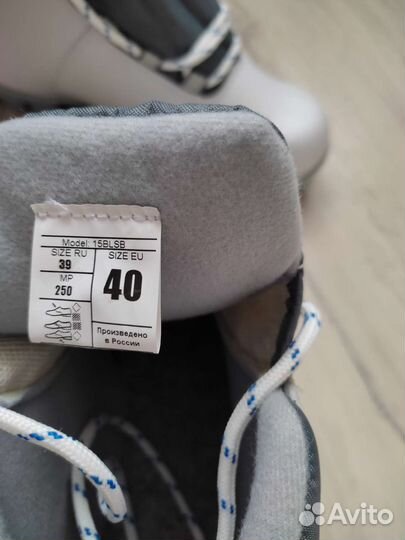 Model: 15BLSB
SIZE RU
39
MP
250
SIZE EU
40
Произведено
в России
Avito